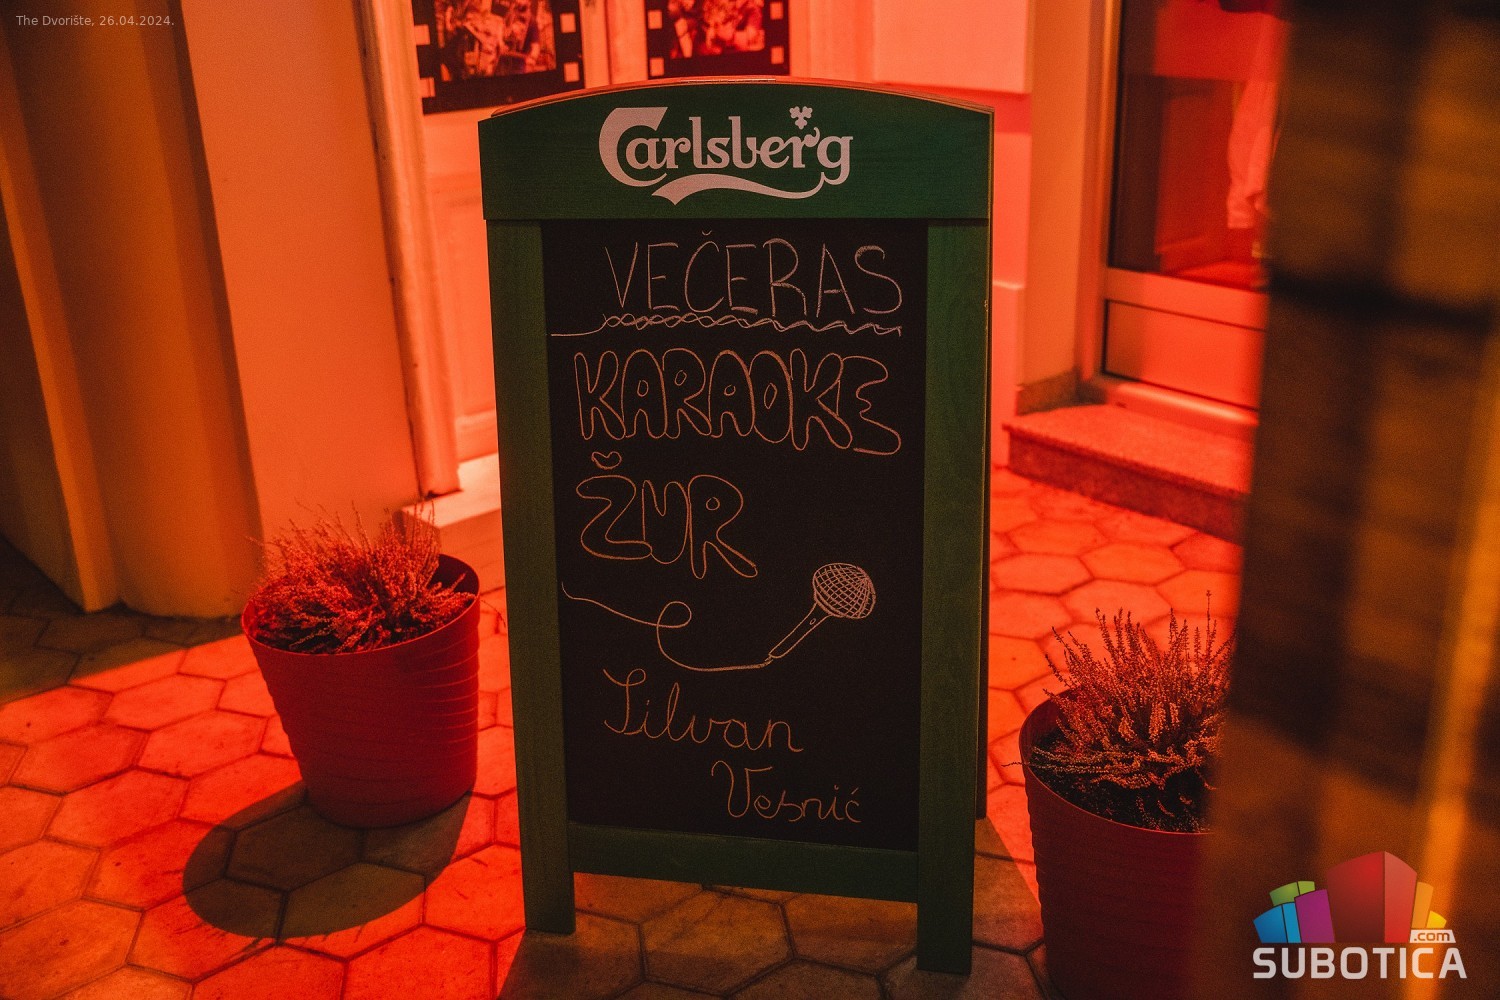 The Dvorište, 26.04.2024.
Carlsberg
VEČERAS
KARAOKE
ŽUR
Silvan
Vesnić
.com
SUBOTICA